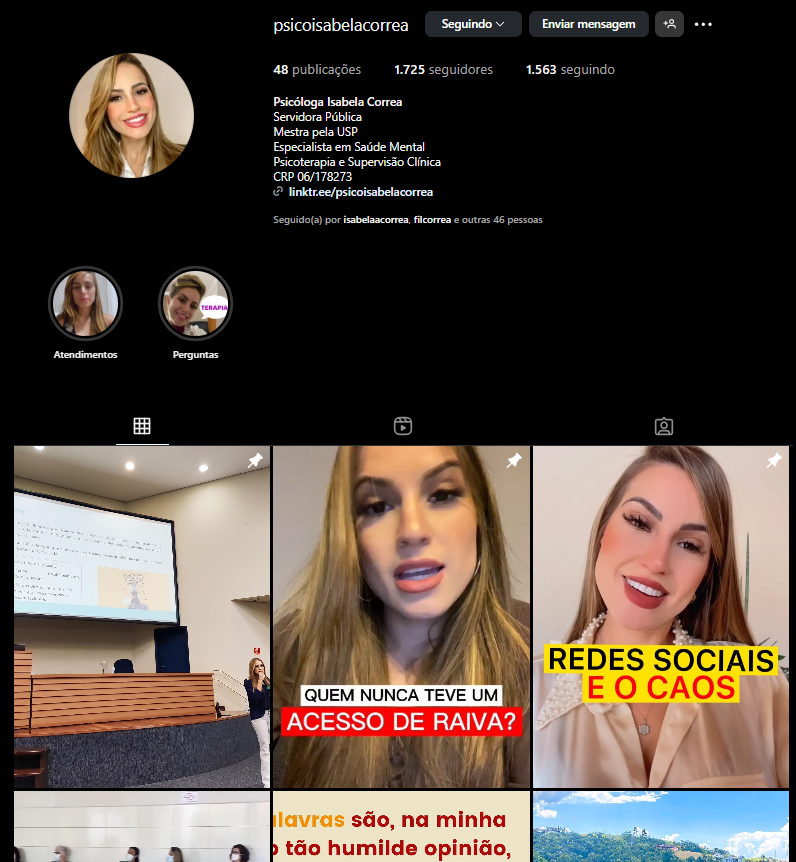 psicoisabelacorrea
Seguindo
Enviar mensagem
48 publicações
1.725 seguidores
1.563 seguindo
Psicóloga Isabela Correa
Servidora Pública
Mestra pela USP
Especialista em Saúde Mental
Psicoterapia e Supervisão Clínica
CRP 06/178273
linktr.ee/psicoisabelacorrea
Seguido(a) por isabelaacorrea, filcorrea e outras 46 pessoas
TERAPIA
Atendimentos
Perguntas
QUEM NUNCA TEVE UM
ACESSO DE RAIVA?
REDES SOCIAIS
E O CAOS
são, na minha
tão humilde opinião,